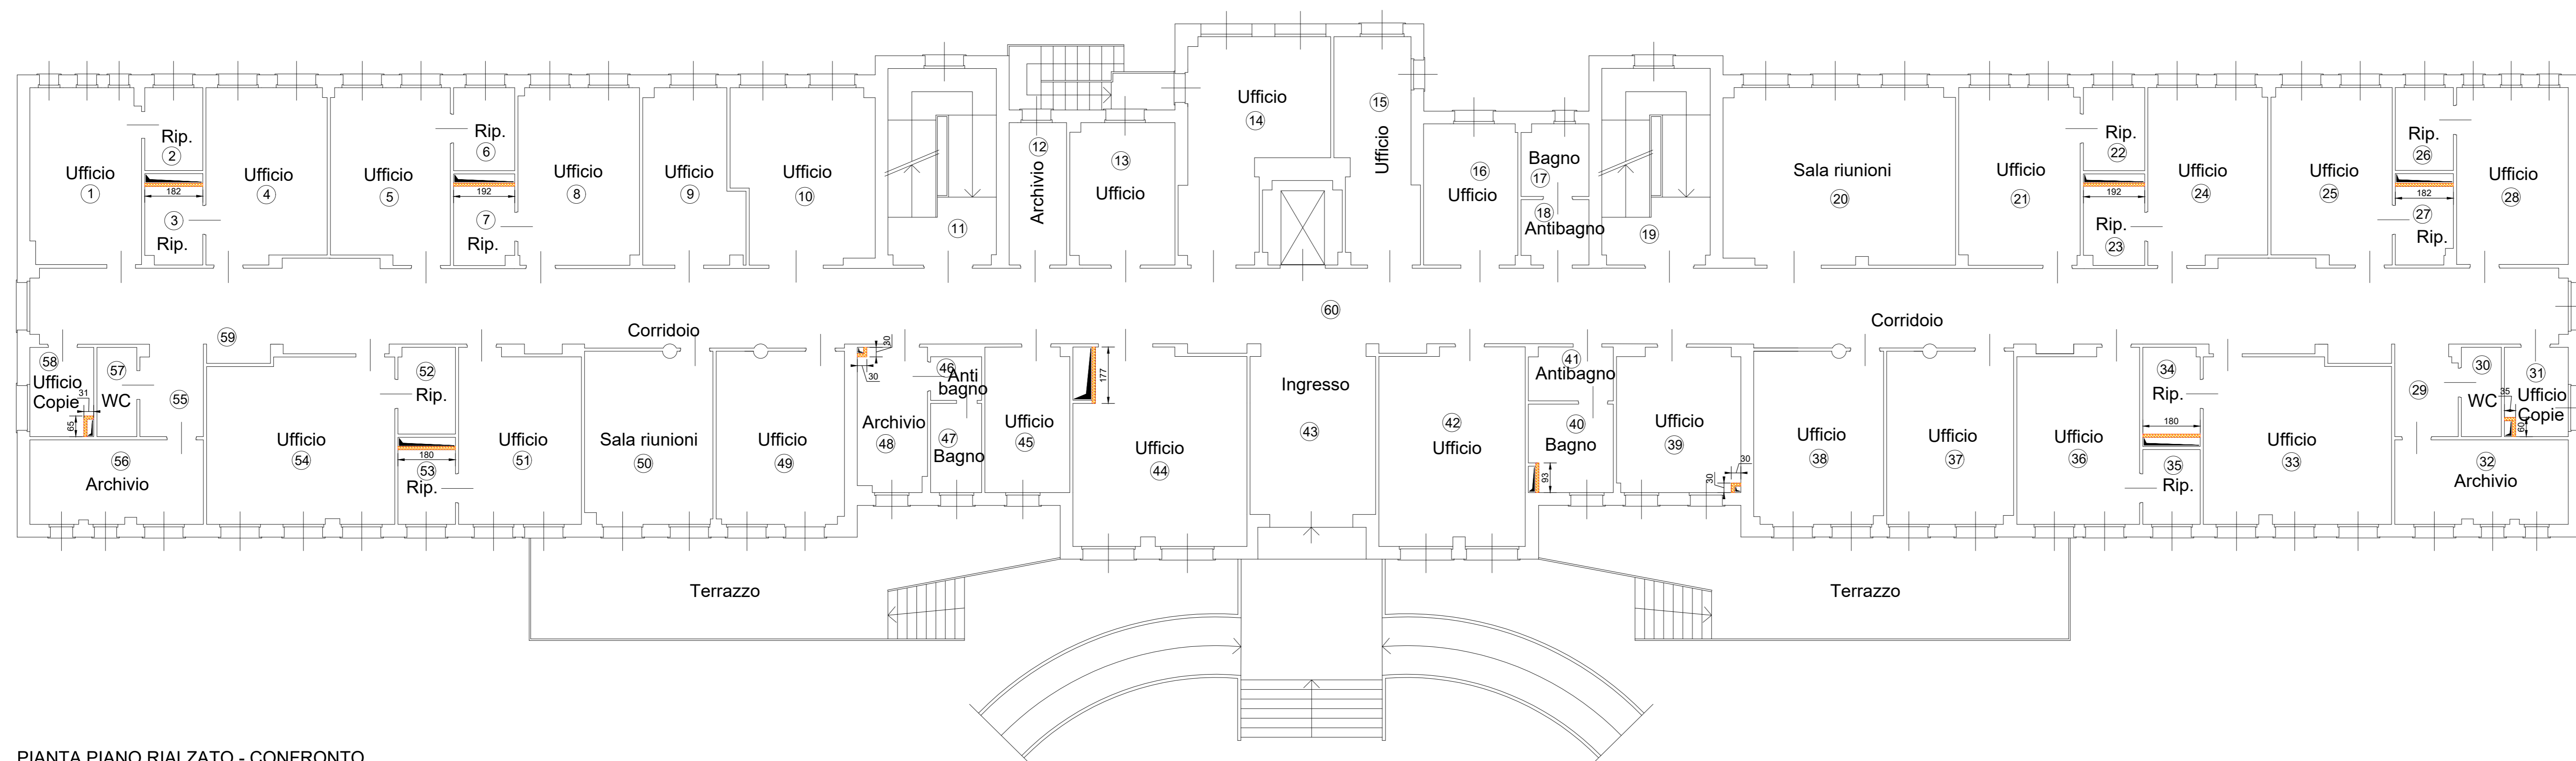 Ufficio
1
Rip.
2
182
3
Rip.
Ufficio
4
Ufficio
5
Rip.
6
192
7
Rip.
Ufficio
8
Ufficio
9
Ufficio
10
11
12
Archivio
13
Ufficio
Ufficio
14
15
Ufficio
16
Ufficio
Bagno
17
18
Antibagno
19
Sala riunioni
20
Ufficio
21
Rip.
22
192
Rip.
23
Ufficio
24
Ufficio
25
Rip.
26
182
27
Rip.
Ufficio
28
60
59
Corridoio
Corridoio
58
Ufficio
Copie
31
65
57
WC
55
56
Archivio
Ufficio
54
52
Rip.
180
53
Rip.
Ufficio
51
Sala riunioni
50
Ufficio
49
30
30
Archivio
48
46
Anti
bagno
47
Bagno
Ufficio
45
177
Ufficio
44
Ingresso
43
42
Ufficio
41
Antibagno
40
Bagno
93
Ufficio
39
30
30
Ufficio
38
Ufficio
37
Ufficio
36
34
Rip.
180
35
Rip.
Ufficio
33
29
30
WC
35
31
Ufficio
Copie
60
32
Archivio
Terrazzo
Terrazzo
PIANTA PIANO RIALZATO - CONFRONTO